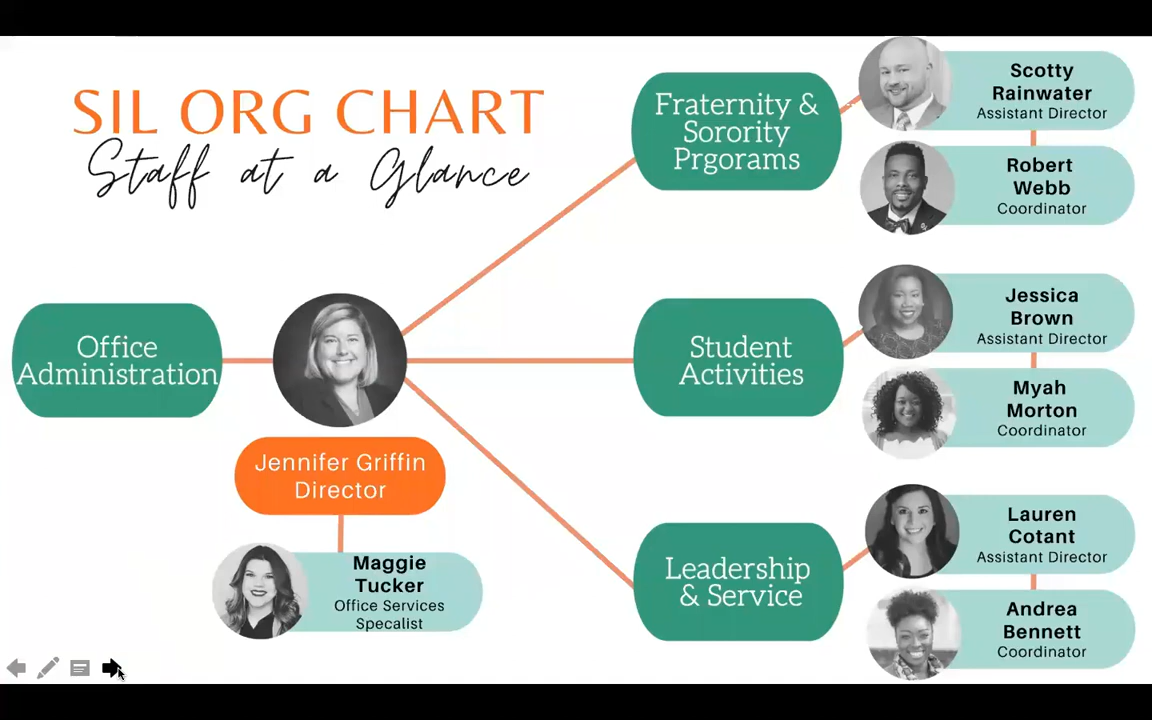 SIL ORG CHART
Staff at a Glance
Fraternity &
Sorority
Prgorams
Scotty
Rainwater
Assistant Director
Robert
Webb
Coordinator
Office
Administration
Jennifer Griffin
Director
Maggie
Tucker
Office Services
Specalist
Student
Activities
Jessica
Brown
Assistant Director
Myah
Morton
Coordinator
Leadership
& Service
Lauren
Cotant
Assistant Director
Andrea
Bennett
Coordinator